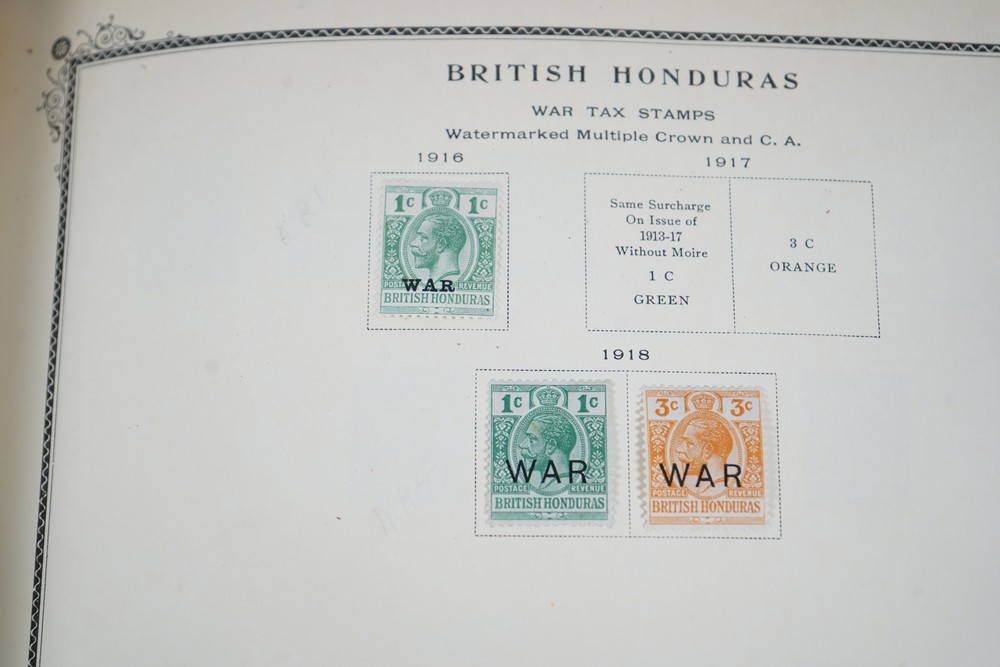 BRITISH HONDURAS
WAR TAX STAMPS
Watermarked Multiple Crown and C. A.
1916
1917
1c 1c
WAR
POSTAGE REVENUE
BRITISH HONDURAS
Same Surcharge
On Issue of
1913-17
Without Moire
1 C
GREEN
3 C
ORANGE
1918
1c 1c
WAR
POSTAGE REVENUE
BRITISH HONDURAS
3c 3c
WAR
POSTAGE REVENUE
BRITISH HONDURAS